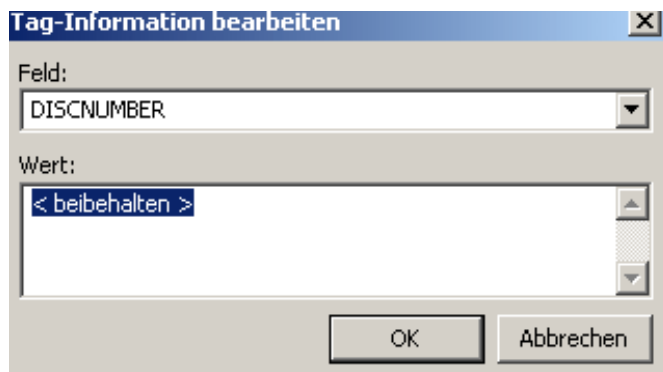 Tag-Information bearbeiten
Feld:
DISCNUMBER
Wert:
< beibehalten >
OK Abbrechen